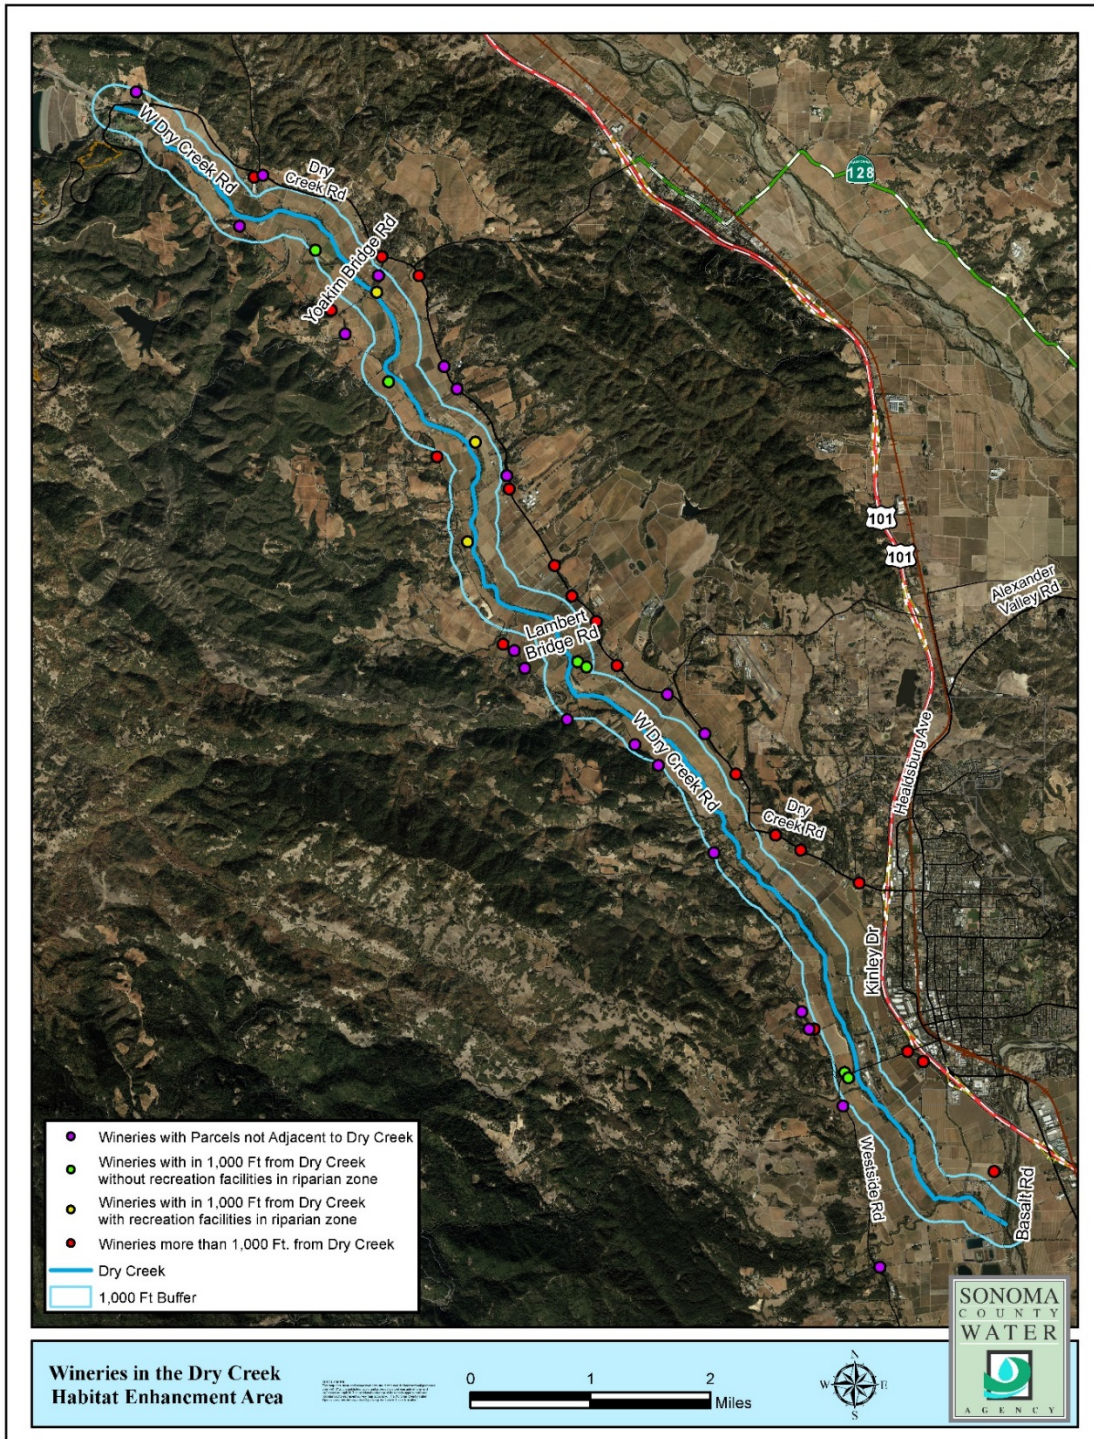 W Dry Creek Rd
Dry
Creek Rd
Yoakim Bridge Rd
CALIFORNIA
128
101
101
Alexander
Valley Rd
Lambert
Bridge Rd
W Dry Creek Rd
Healdsburg Ave
Dry
Creek Rd
Kinley Dr
Westside Rd
Basalt Rd
Wineries with Parcels not Adjacent to Dry Creek
Wineries with in 1,000 Ft from Dry Creek
without recreation facilities in riparian zone
Wineries with in 1,000 Ft from Dry Creek
with recreation facilities in riparian zone
Wineries more than 1,000 Ft. from Dry Creek
Dry Creek
1,000 Ft Buffer
SONOMA
COUNTY
WATER
AGENCY
Wineries in the Dry Creek
Habitat Enhancment Area
0 1 2
Miles
N
W E
S